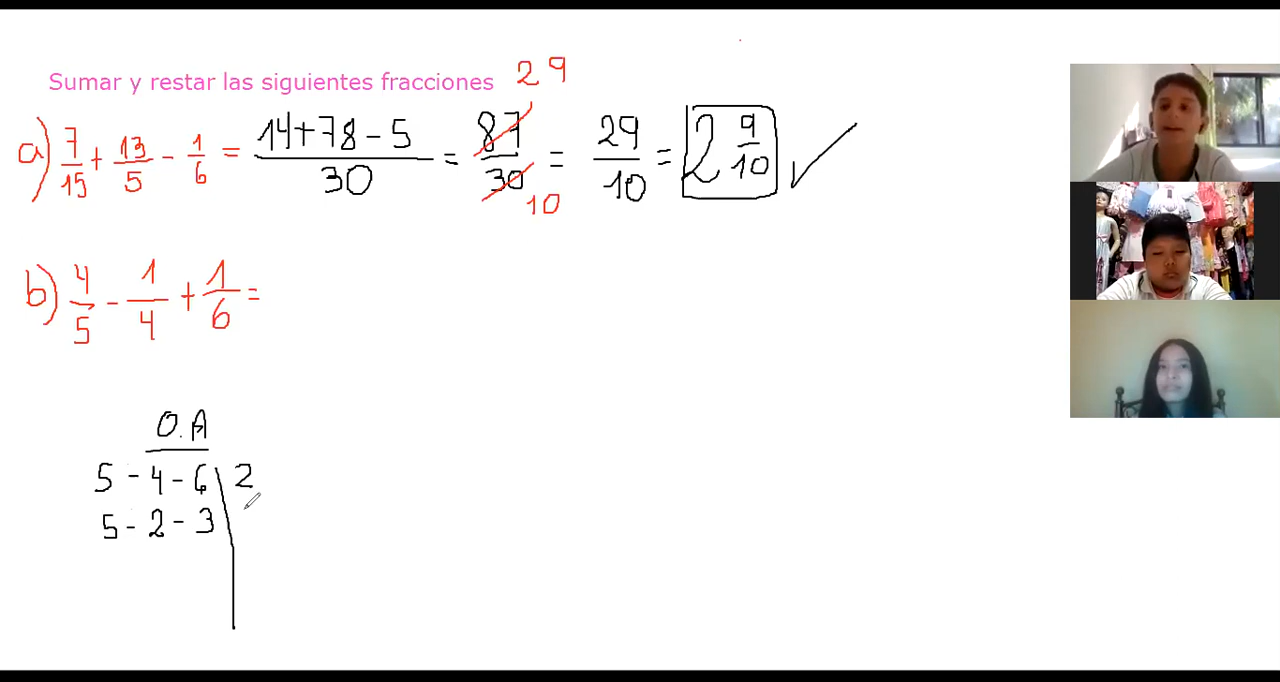 Sumar y restar las siguientes fracciones
a) 7/15 + 13/5 - 1/6 = (14+78-5)/30 = 87/30 = 29/10 = 2 9/10 ✓
29
10
b) 4/5 - 1/4 + 1/6 =
O.A
5 - 4 - 6 | 2
5 - 2 - 3 |